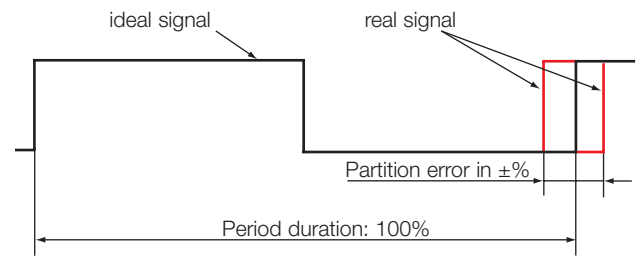 ideal signal
real signal
Partition error in ±%
Period duration: 100%